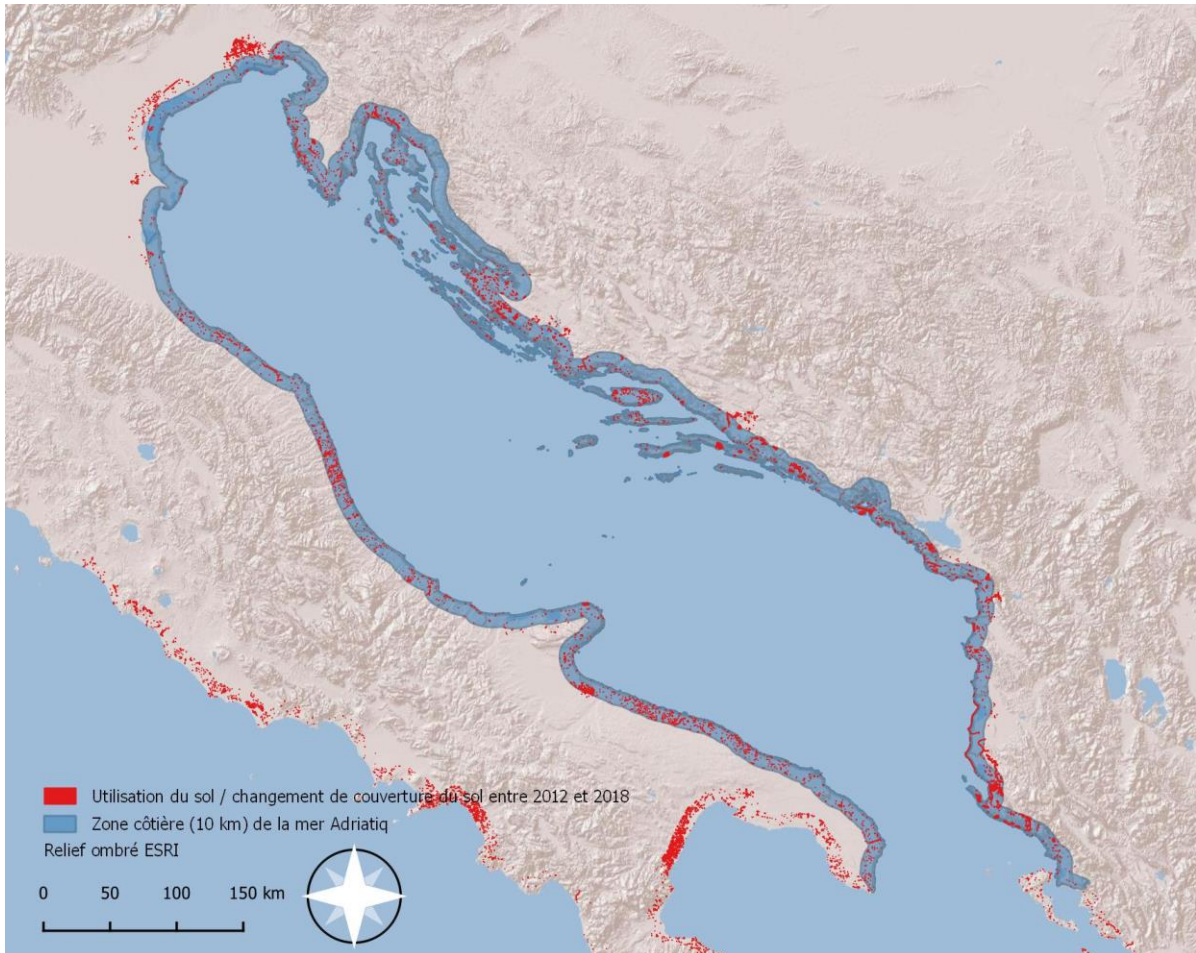 Utilisation du sol / changement de couverture du sol entre 2012 et 2018
Zone côtière (10 km) de la mer Adriatiq
Relief ombré ESRI
0 50 100 150 km